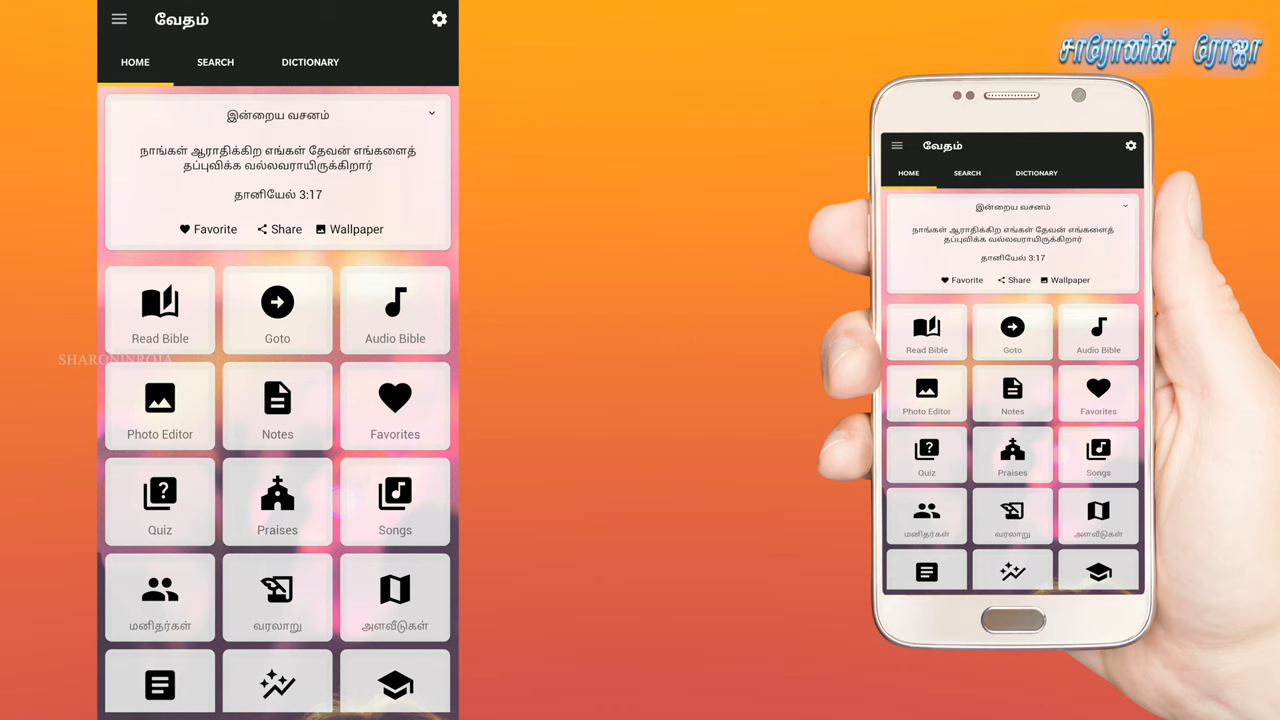 வேதம்
HOME SEARCH DICTIONARY
இன்றைய வசனம்
நாங்கள் ஆராதிக்கிற எங்கள் தேவன் எங்களைத்
தப்புவிக்க வல்லவராயிருக்கிறார்
தானியேல் 3:17
Favorite Share Wallpaper
Read Bible Goto Audio Bible
SHARONINROJA
Photo Editor Notes Favorites
Quiz Praises Songs
மனிதர்கள் வரலாறு அளவீடுகள்
சாரோனின் ரோஜா
வேதம்
HOME SEARCH DICTIONARY
இன்றைய வசனம்
நாங்கள் ஆராதிக்கிற எங்கள் தேவன் எங்களைத்
தப்புவிக்க வல்லவராயிருக்கிறார்
தானியேல் 3:17
Favorite Share Wallpaper
Read Bible Goto Audio Bible
Photo Editor Notes Favorites
Quiz Praises Songs
மனிதர்கள் வரலாறு அளவீடுகள்